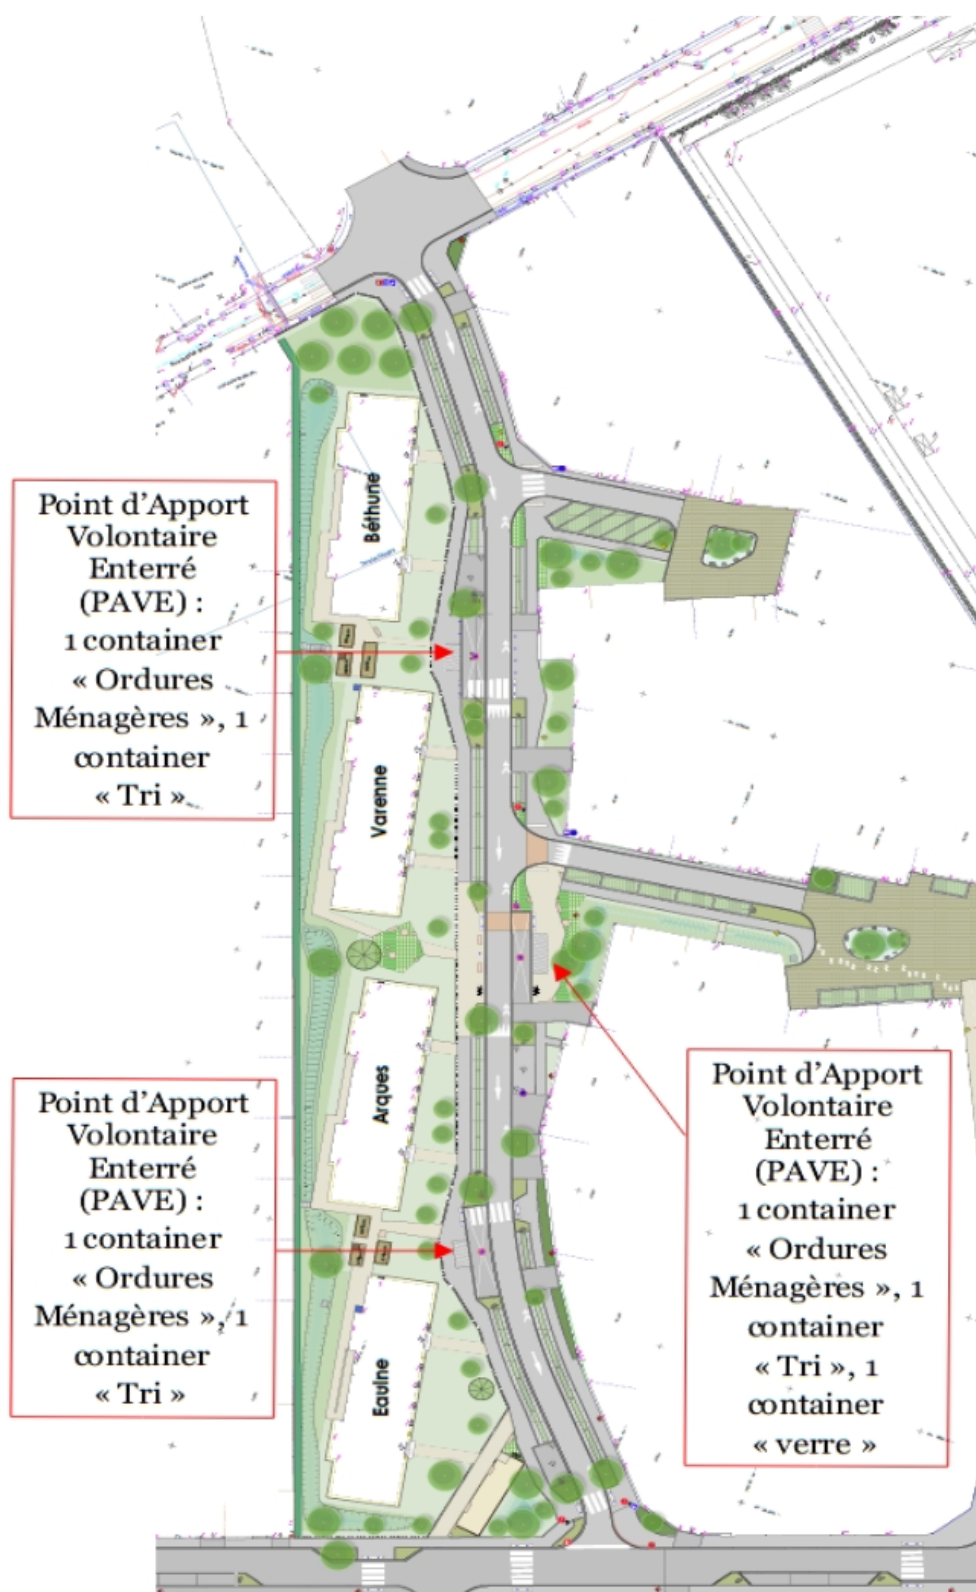 Béthune
Point d'Apport
Volontaire
Enterré
(PAVE) :
1 container
« Ordures
Ménagères », 1
container
« Tri »
Varenne
Arques
Point d'Apport
Volontaire
Enterré
(PAVE) :
1 container
« Ordures
Ménagères », 1
container
« Tri »
Point d'Apport
Volontaire
Enterré
(PAVE) :
1 container
« Ordures
Ménagères », 1
container
« Tri », 1
container
« verre »
Eaulne